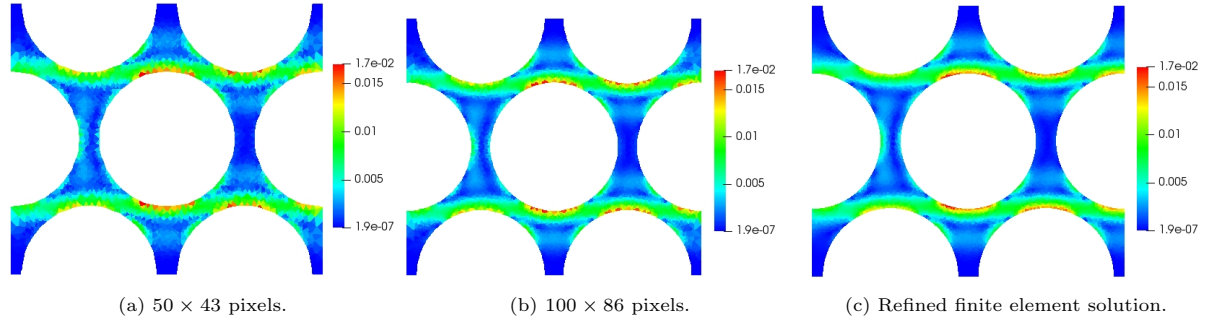 1.7e-02
0.015
0.01
0.005
1.9e-07
1.7e-02
0.015
0.01
0.005
1.9e-07
1.7e-02
0.015
0.01
0.005
1.9e-07
(a) 50 × 43 pixels.
(b) 100 × 86 pixels.
(c) Refined finite element solution.